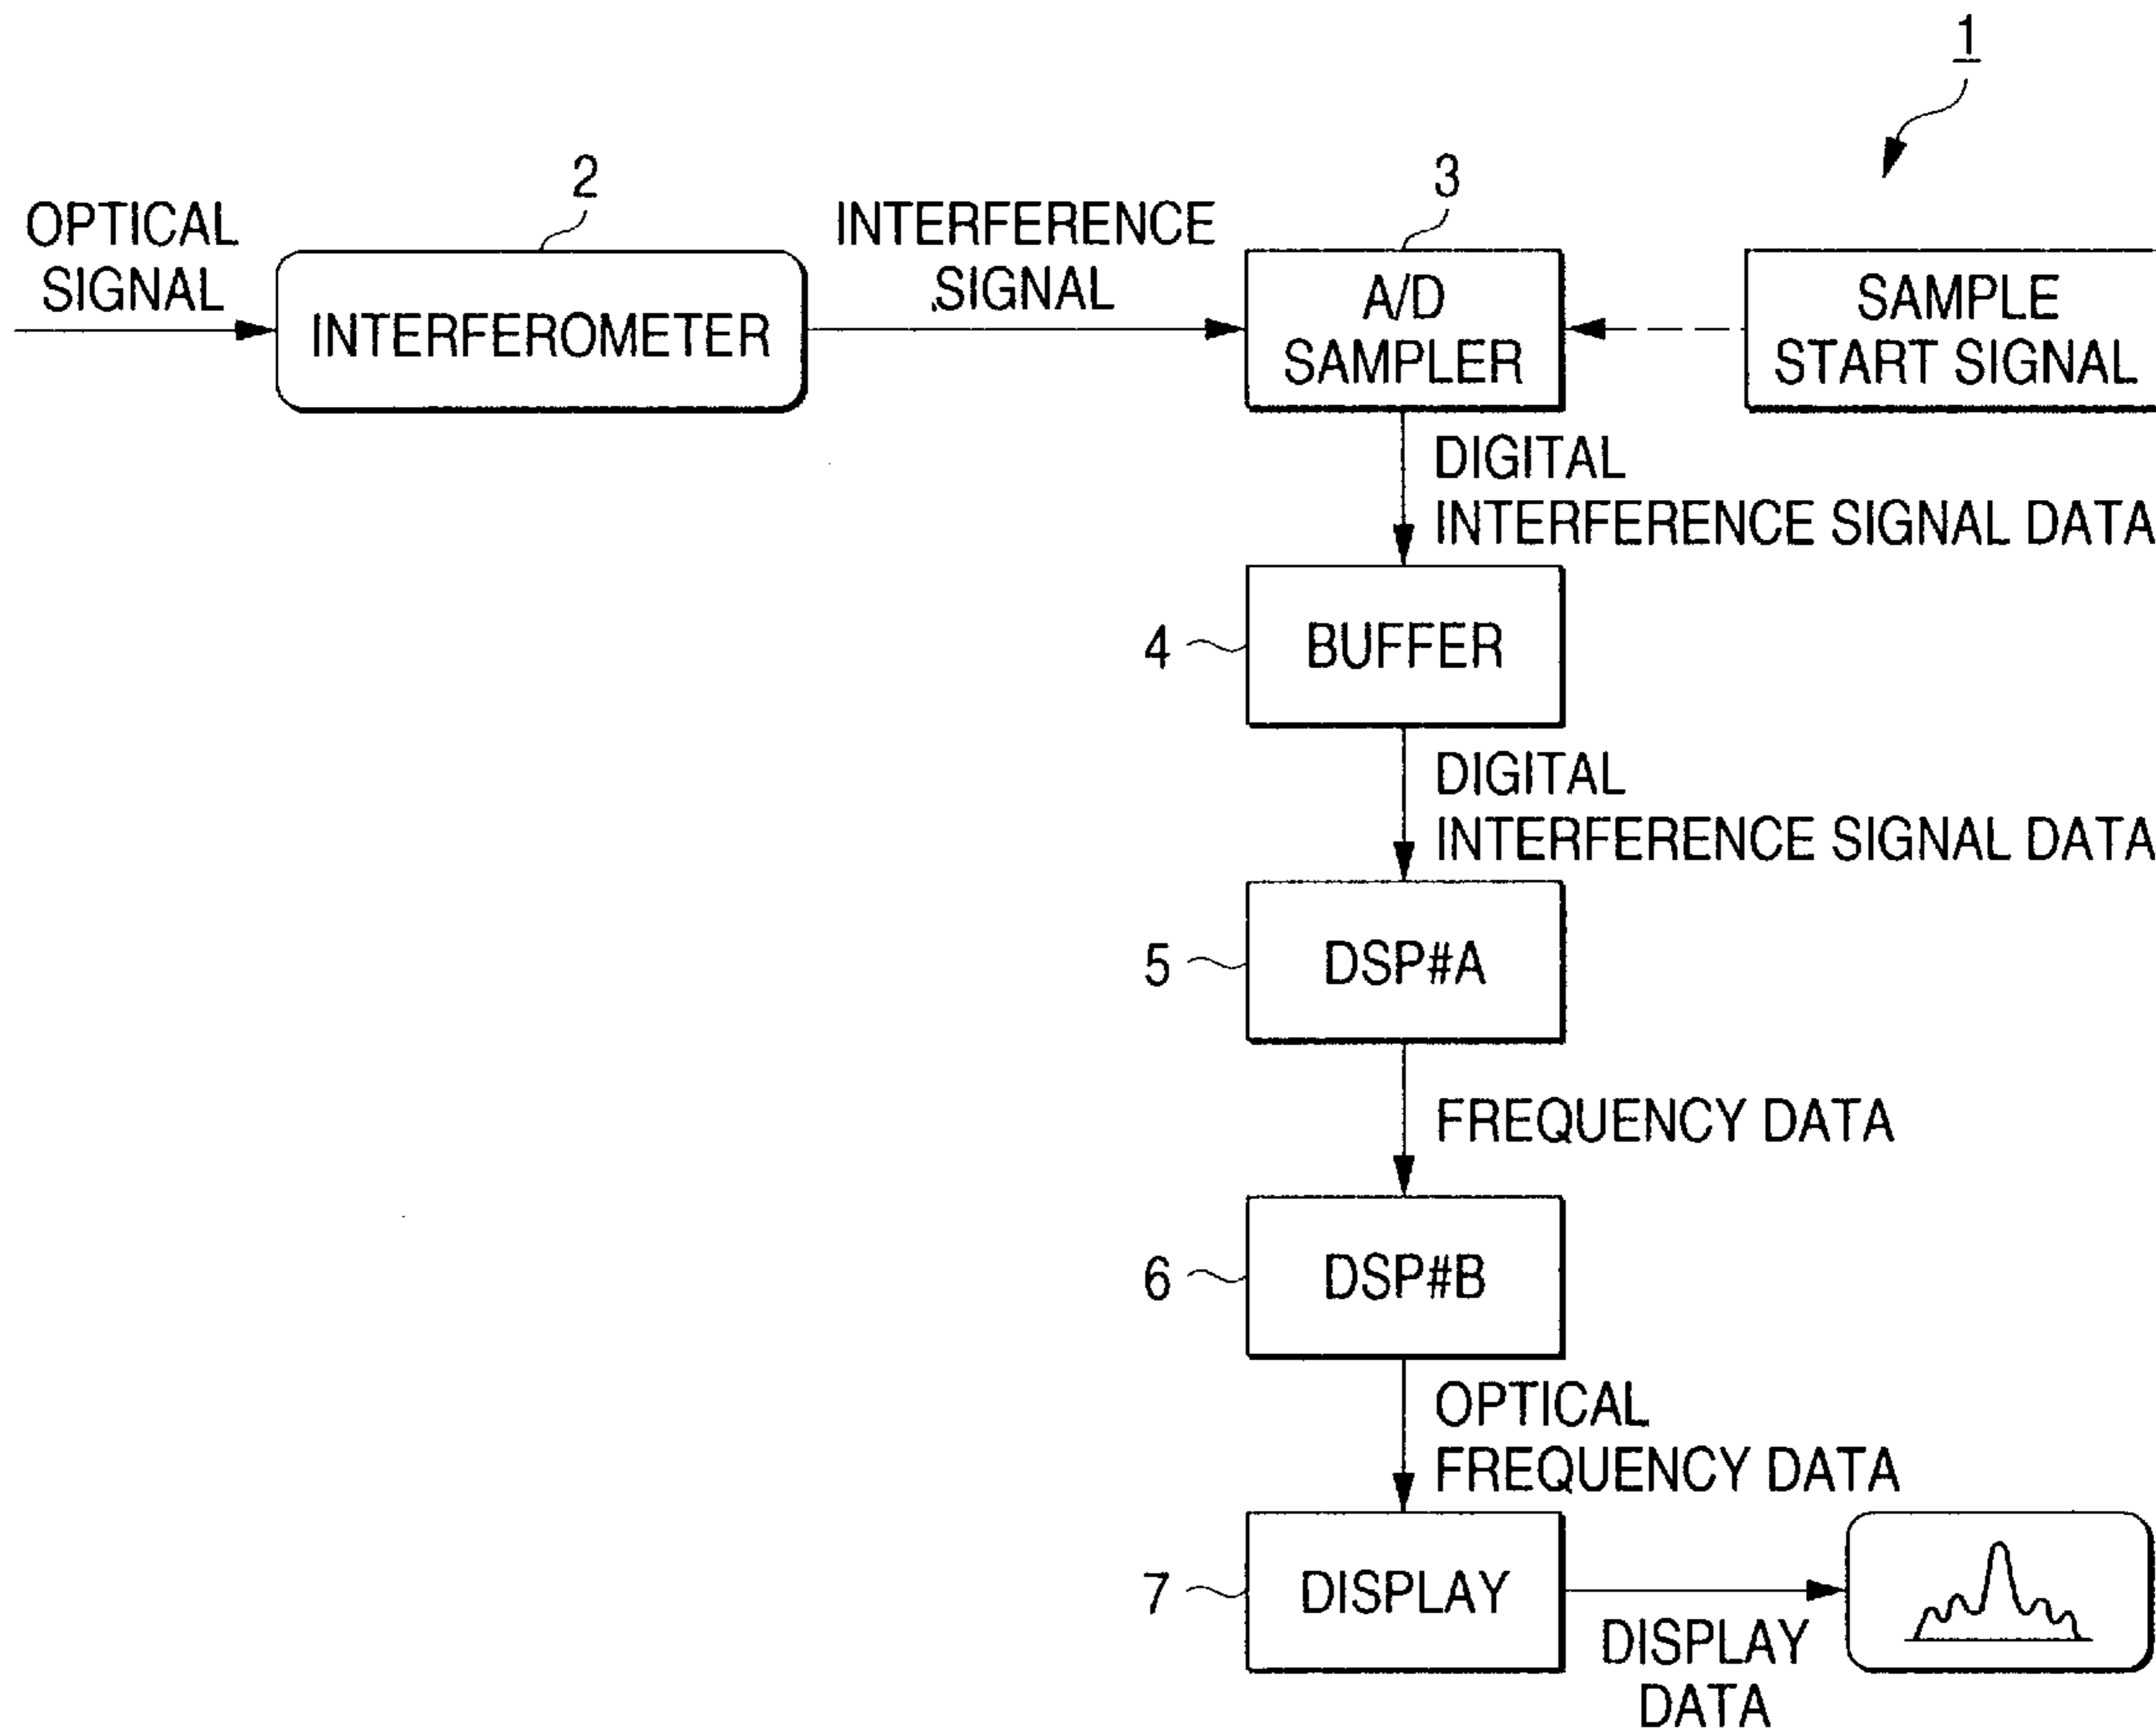 1
OPTICAL
SIGNAL
2
INTERFEROMETER
INTERFERENCE
SIGNAL
3
A/D
SAMPLER
SAMPLE
START SIGNAL
DIGITAL
INTERFERENCE SIGNAL DATA
4
BUFFER
DIGITAL
INTERFERENCE SIGNAL DATA
5
DSP#A
FREQUENCY DATA
6
DSP#B
OPTICAL
FREQUENCY DATA
7
DISPLAY
DISPLAY
DATA